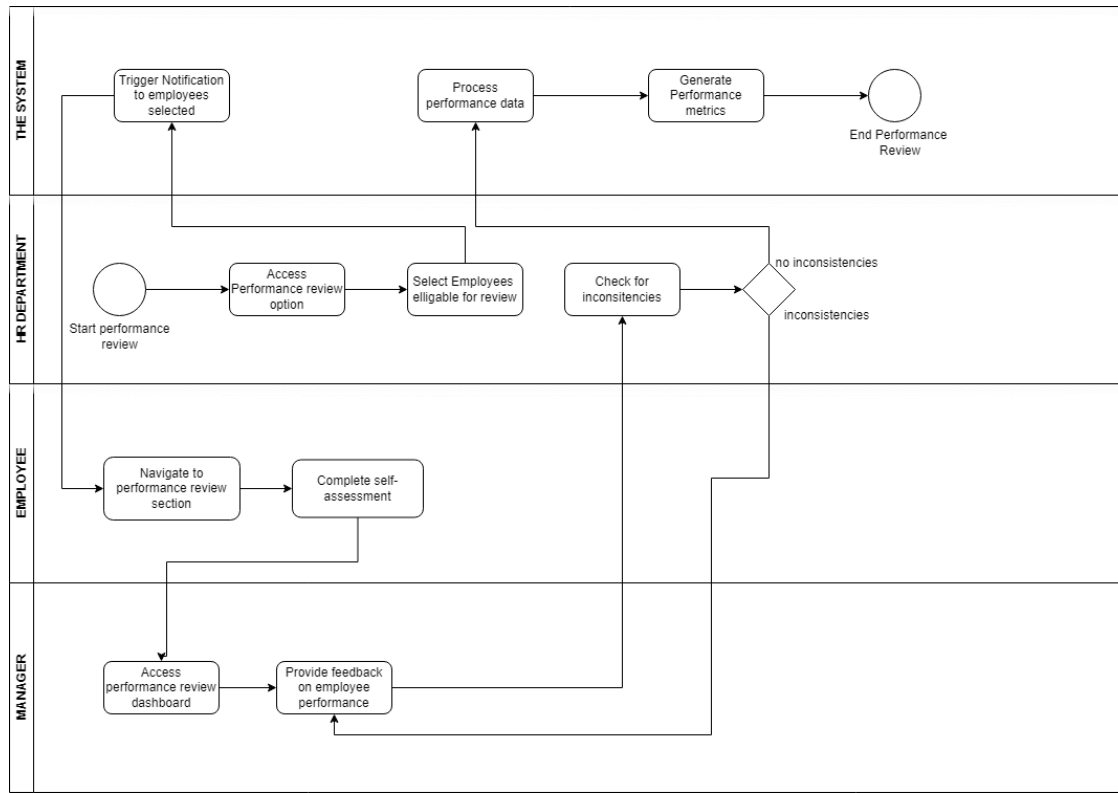 THE SYSTEM
Trigger Notification
to employees
selected
Process
performance data
Generate
Performance
metrics
End Performance
Review
HR DEPARTMENT
Start performance
review
Access
Performance review
option
Select Employees
elligable for review
Check for
inconsitencies
no inconsistencies
inconsistencies
EMPLOYEE
Navigate to
performance review
section
Complete self-
assessment
MANAGER
Access
performance review
dashboard
Provide feedback
on employee
performance